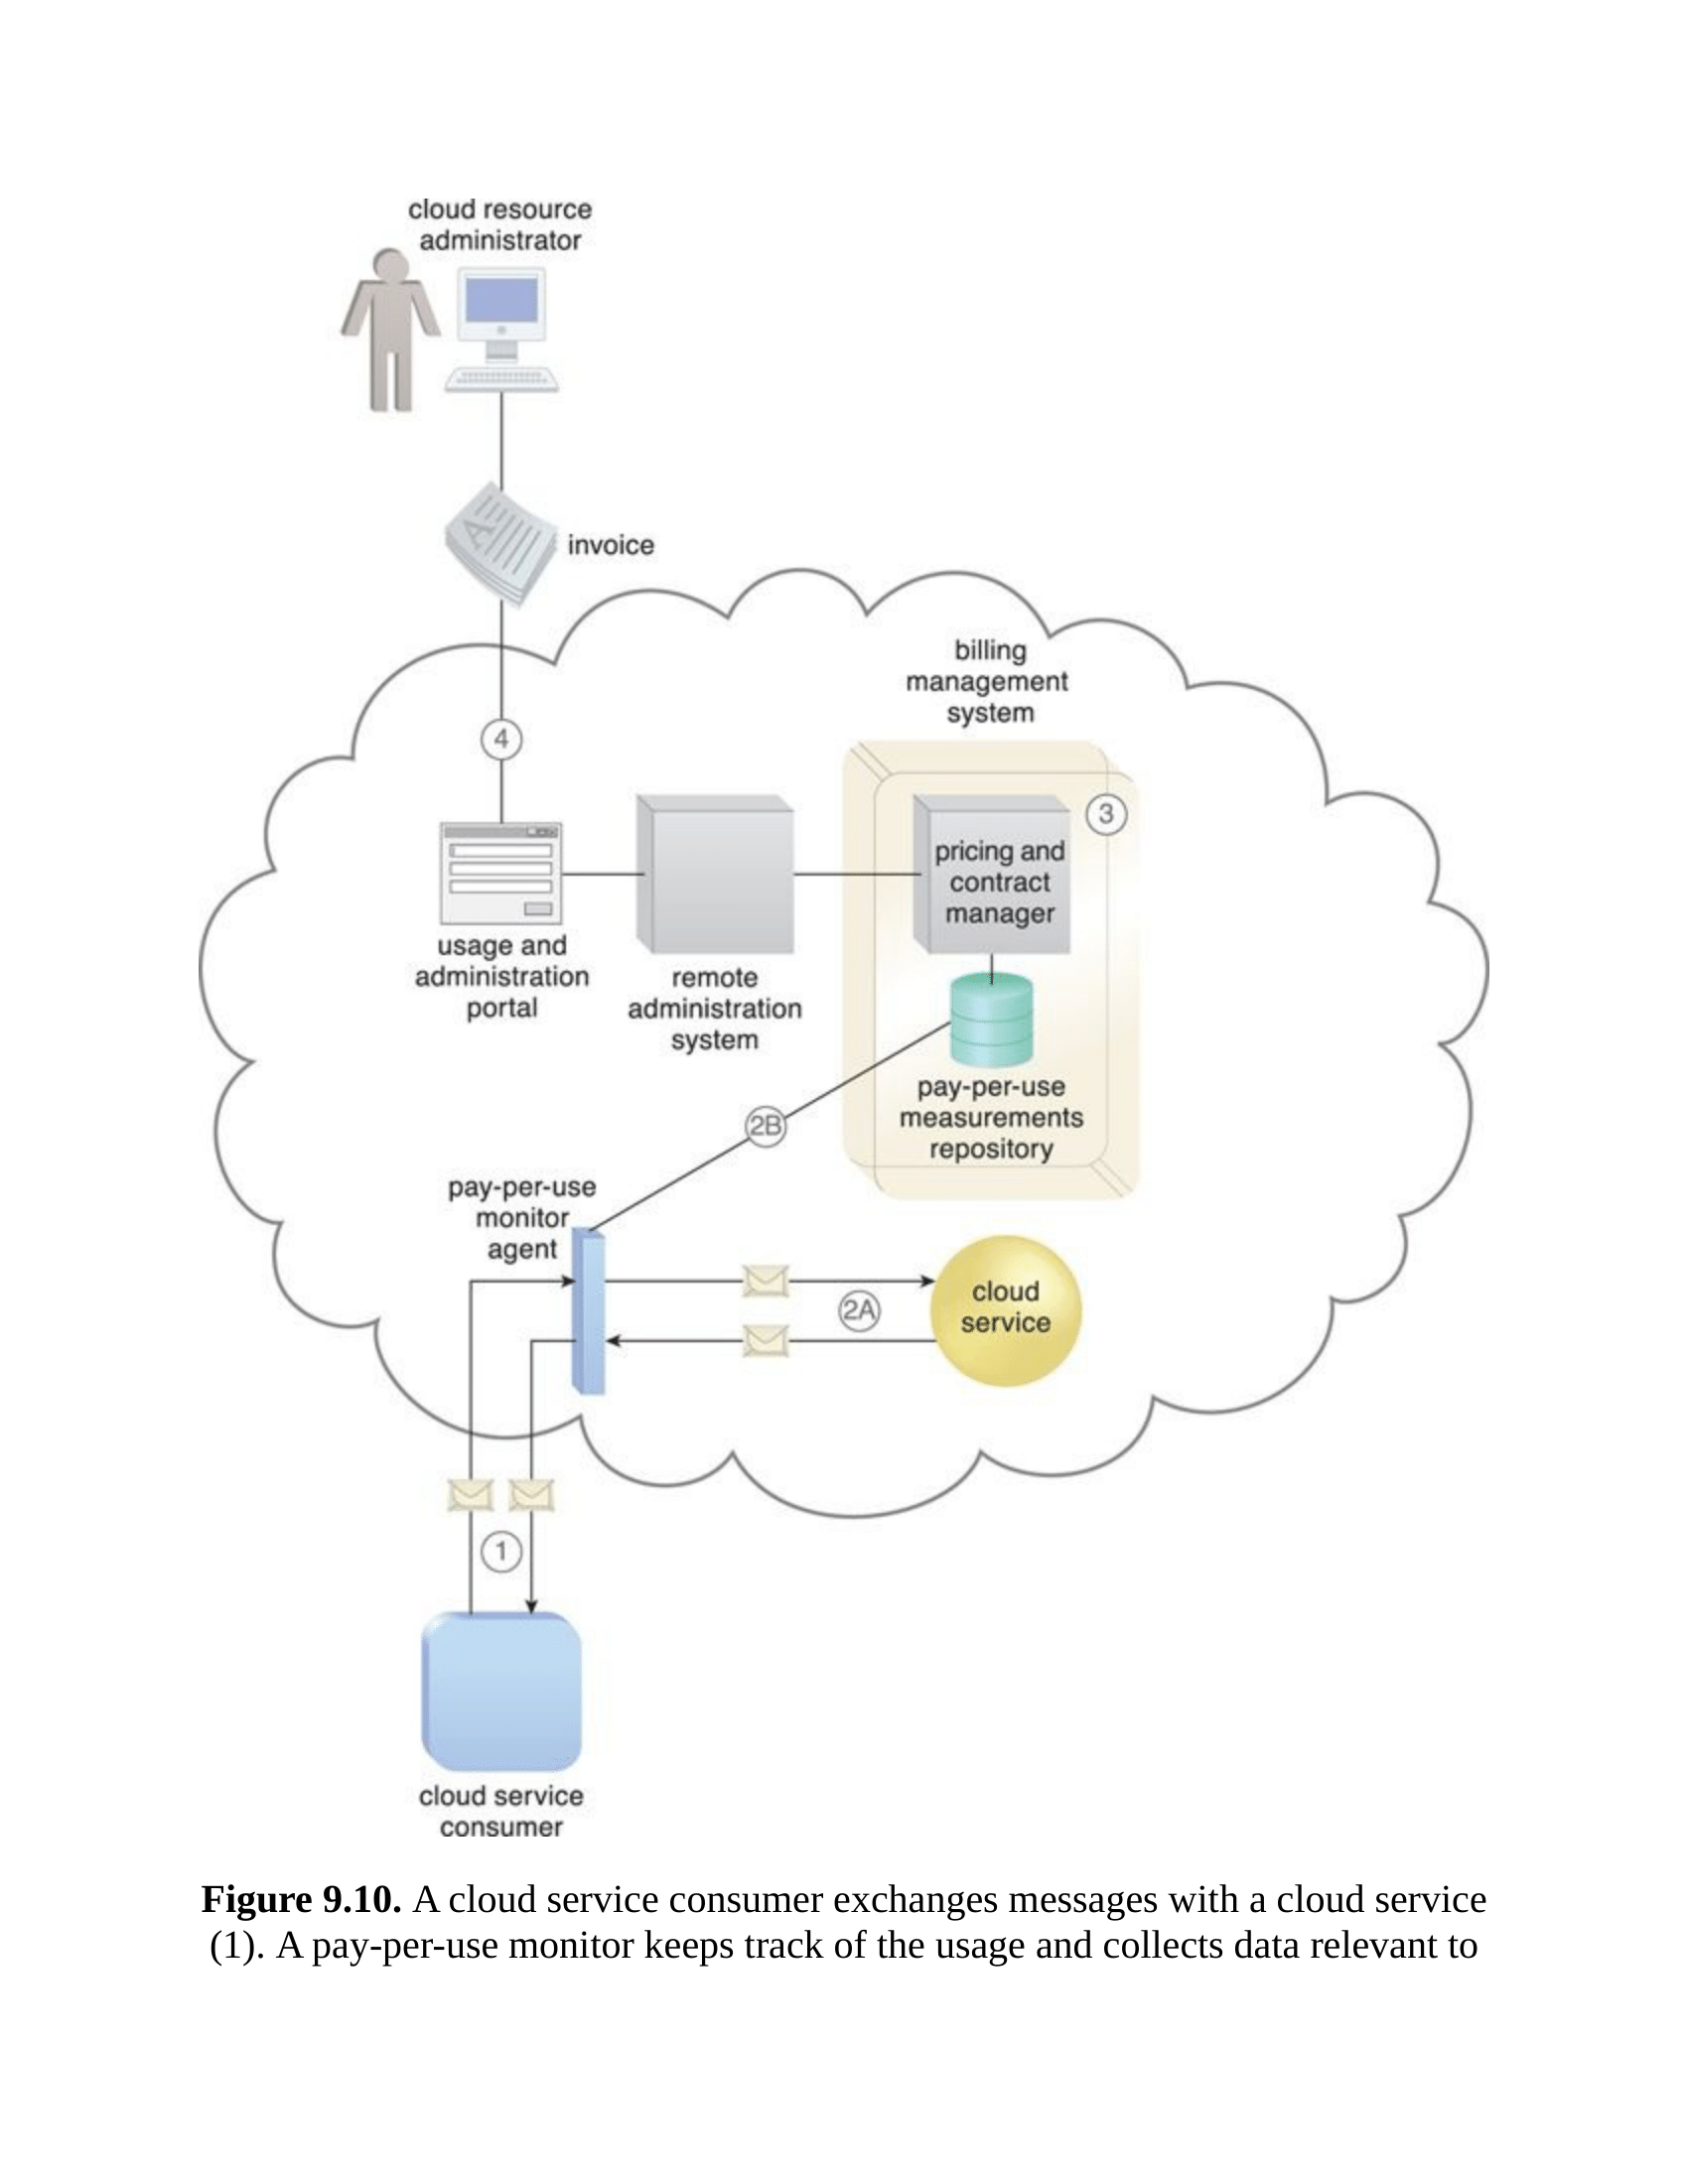 cloud resource
administrator
invoice
billing
management
system
4
3
pricing and
contract
manager
usage and
administration
portal
remote
administration
system
pay-per-use
measurements
repository
2B
pay-per-use
monitor
agent
2A
cloud
service
1
cloud service
consumer
Figure 9.10. A cloud service consumer exchanges messages with a cloud service
(1). A pay-per-use monitor keeps track of the usage and collects data relevant to